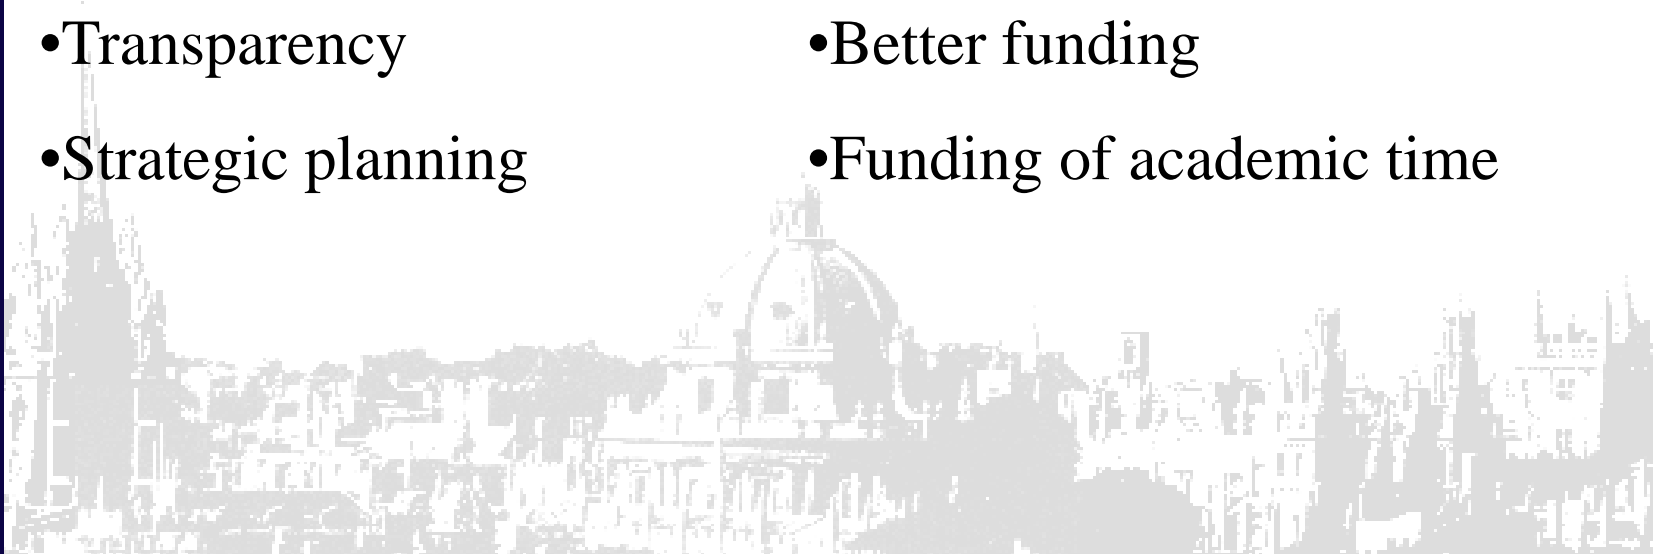 •Transparency
•Strategic planning
•Better funding
•Funding of academic time